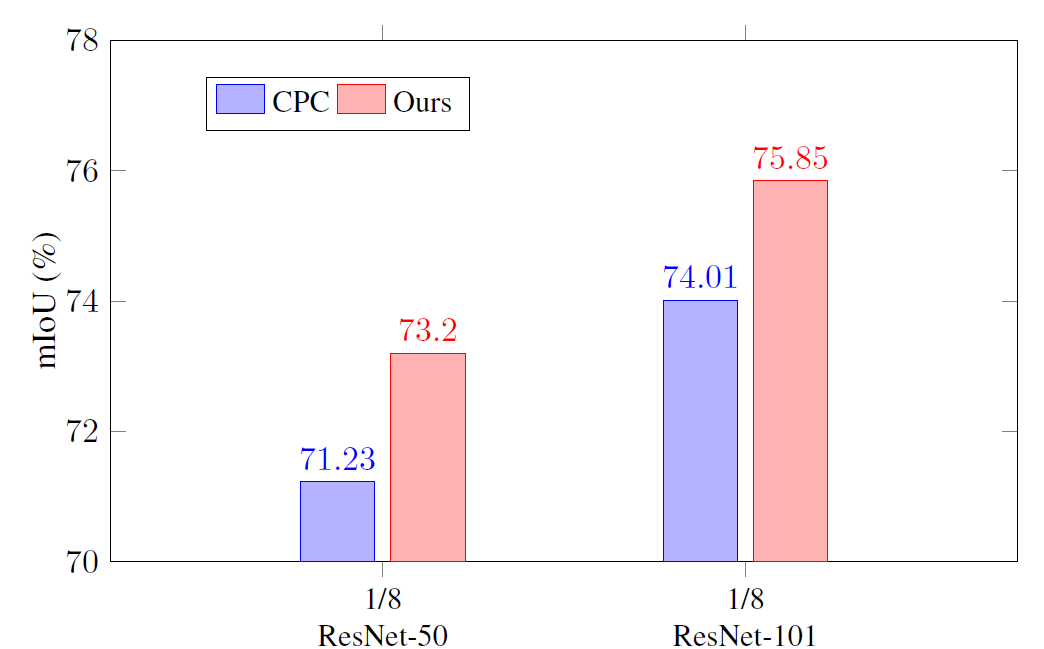 78
CPC Ours
76
75.85
mIoU (%)
74
74.01
73.2
72
71.23
70
1/8
ResNet-50
1/8
ResNet-101